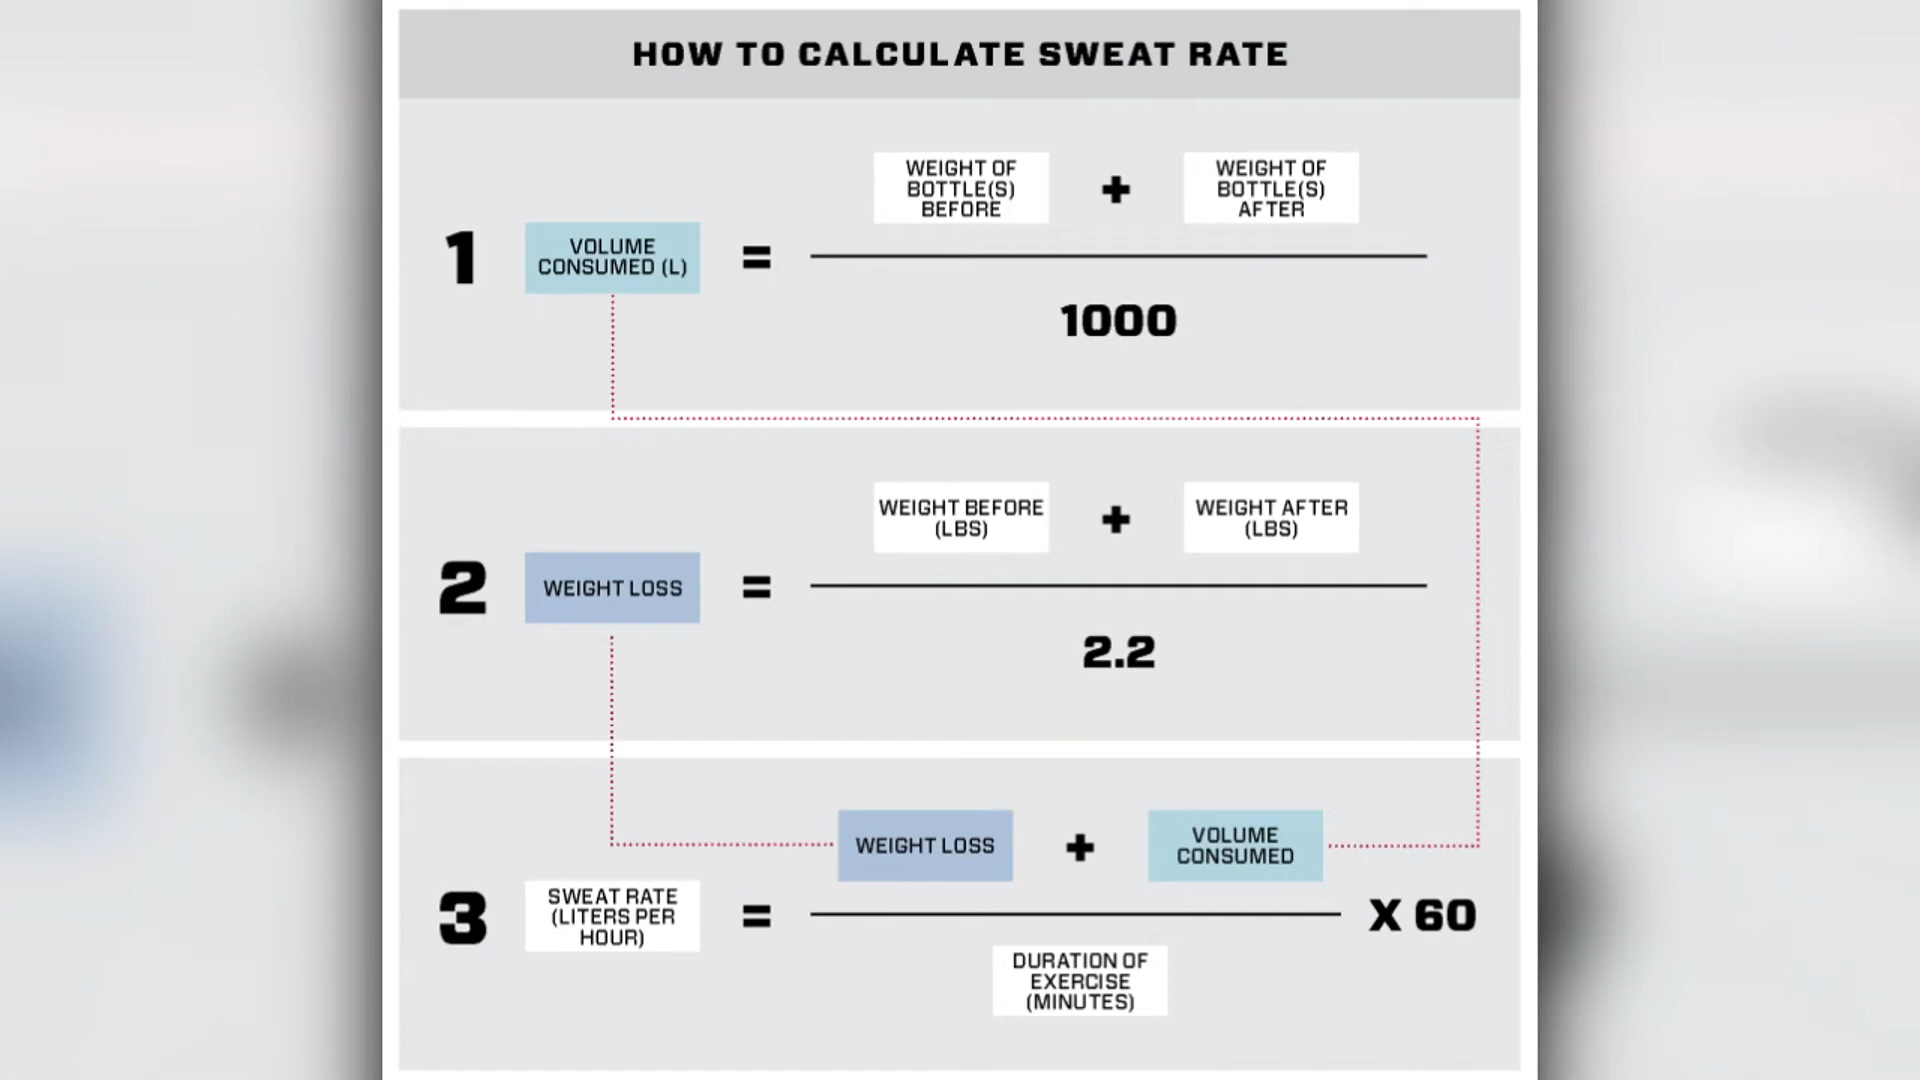 HOW TO CALCULATE SWEAT RATE
1
VOLUME
CONSUMED (L)
=
WEIGHT OF
BOTTLE(S)
BEFORE
+
WEIGHT OF
BOTTLE(S)
AFTER
1000
2
WEIGHT LOSS
=
WEIGHT BEFORE
(LBS)
+
WEIGHT AFTER
(LBS)
2.2
3
SWEAT RATE
(LITERS PER
HOUR)
=
WEIGHT LOSS
+
VOLUME
CONSUMED
DURATION OF
EXERCISE
(MINUTES)
X 60